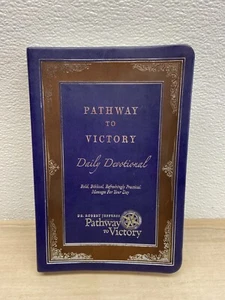 PATHWAY
TO
VICTORY
Daily Devotional
Bold, Biblical, Refreshingly Practical
Messages For Your Day
DR. ROBERT JEFFRESS
Pathway
to Victory